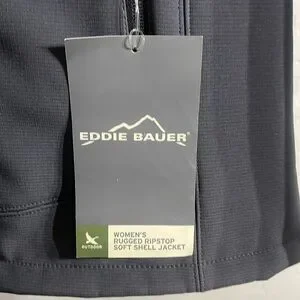 EDDIE BAUER®
OUTDOOR
WOMEN'S
RUGGED RIPSTOP
SOFT SHELL JACKET